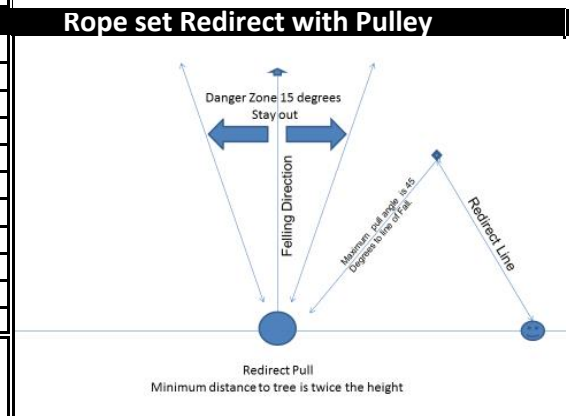 Rope set Redirect with Pulley
Danger Zone 15 degrees
Stay out
Felling Direction
Maximum pull angle is 45
Degrees to line of Fall.
Redirect Line
Redirect Pull
Minimum distance to tree is twice the height